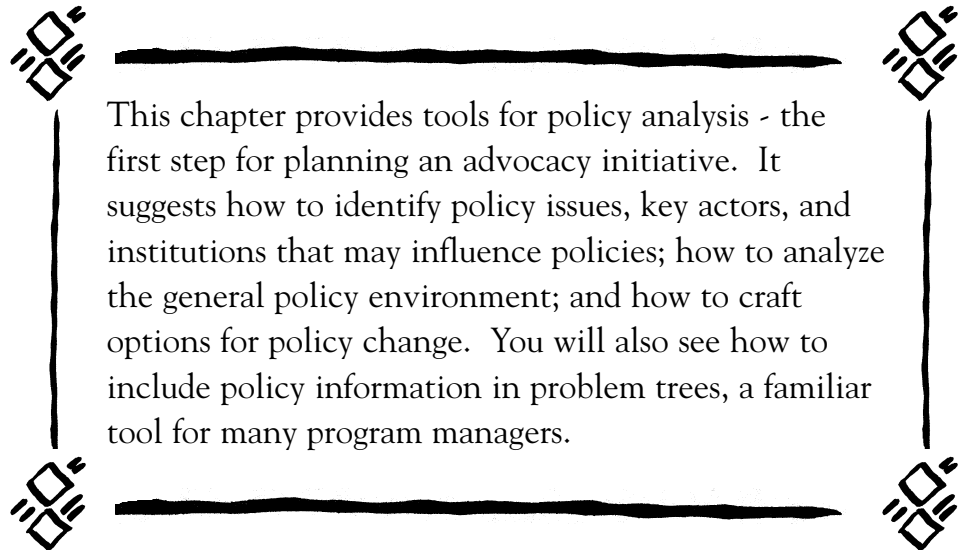 This chapter provides tools for policy analysis - the
first step for planning an advocacy initiative.  It
suggests how to identify policy issues, key actors, and
institutions that may influence policies; how to analyze
the general policy environment; and how to craft
options for policy change.  You will also see how to
include policy information in problem trees, a familiar
tool for many program managers.